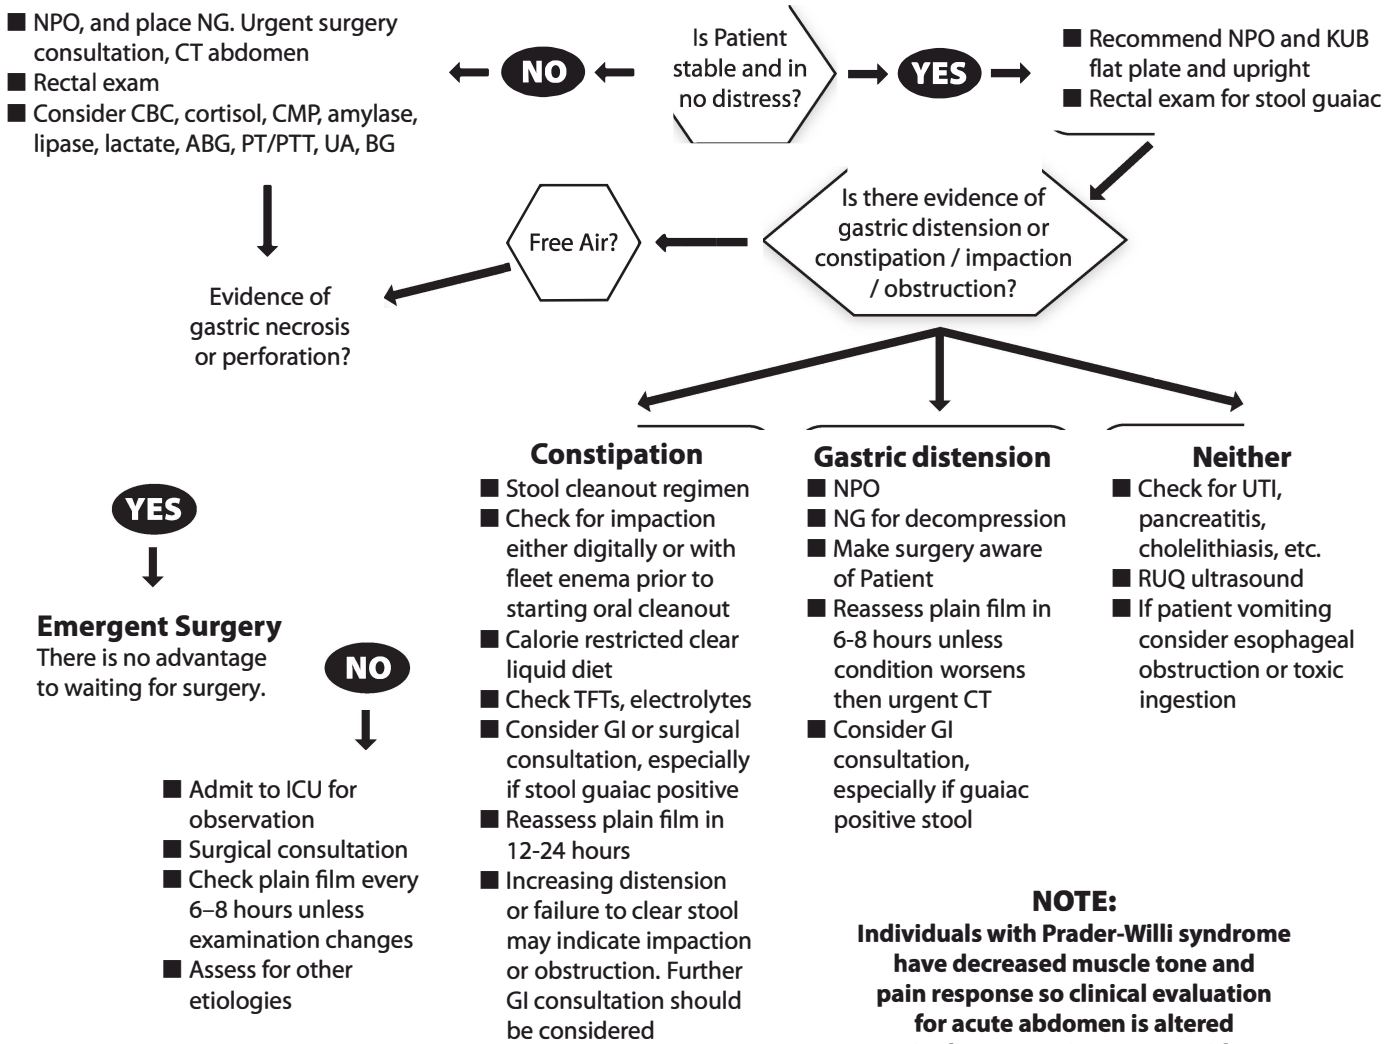 ■ NPO, and place NG. Urgent surgery
consultation, CT abdomen
■ Rectal exam
■ Consider CBC, cortisol, CMP, amylase,
lipase, lactate, ABG, PT/PTT, UA, BG
NO
Is Patient
stable and in
no distress?
YES
■ Recommend NPO and KUB
flat plate and upright
■ Rectal exam for stool guaiac
Is there evidence of
gastric distension or
constipation / impaction
/ obstruction?
Free Air?
Evidence of
gastric necrosis
or perforation?
YES
Emergent Surgery
There is no advantage
to waiting for surgery.
NO
■ Admit to ICU for
observation
■ Surgical consultation
■ Check plain film every
6–8 hours unless
examination changes
■ Assess for other
etiologies
Constipation
■ Stool cleanout regimen
■ Check for impaction
either digitally or with
fleet enema prior to
starting oral cleanout
■ Calorie restricted clear
liquid diet
■ Check TFTs, electrolytes
■ Consider GI or surgical
consultation, especially
if stool guaiac positive
■ Reassess plain film in
12-24 hours
■ Increasing distension
or failure to clear stool
may indicate impaction
or obstruction. Further
GI consultation should
be considered
Gastric distension
■ NPO
■ NG for decompression
■ Make surgery aware
of Patient
■ Reassess plain film in
6-8 hours unless
condition worsens
then urgent CT
■ Consider GI
consultation,
especially if guaiac
positive stool
Neither
■ Check for UTI,
pancreatitis,
cholelithiasis, etc.
■ RUQ ultrasound
■ If patient vomiting
consider esophageal
obstruction or toxic
ingestion
NOTE:
Individuals with Prader-Willi syndrome
have decreased muscle tone and
pain response so clinical evaluation
for acute abdomen is altered